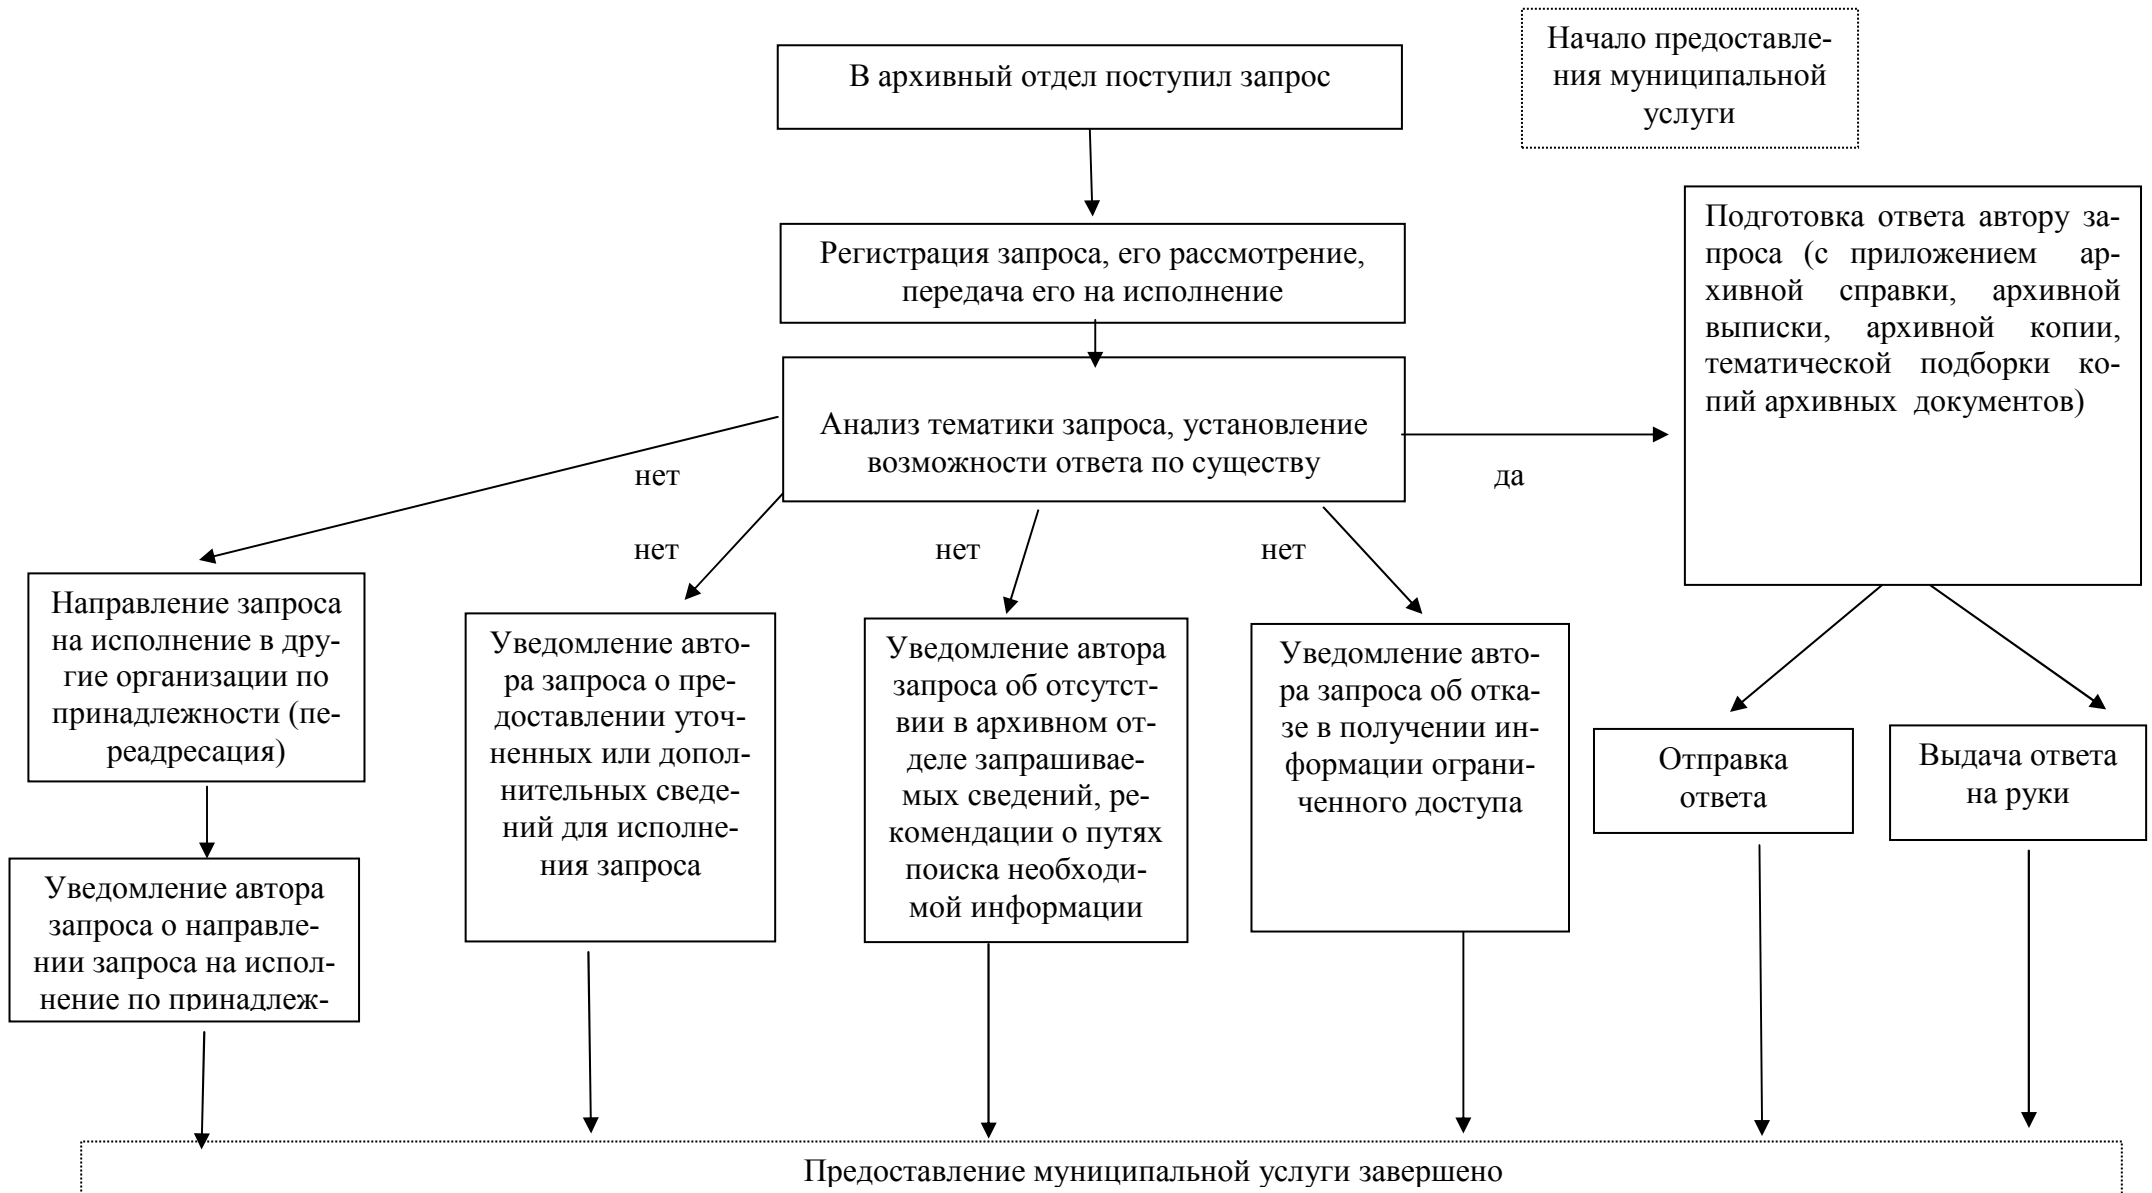 Начало предоставле-
ния муниципальной
услуги
В архивный отдел поступил запрос
Регистрация запроса, его рассмотрение,
передача его на исполнение
Подготовка ответа автору за-
проса (с приложением ар-
хивной справки, архивной
выписки, архивной копии,
тематической подборки ко-
пий архивных документов)
Анализ тематики запроса, установление
возможности ответа по существу
нет
да
нет
нет
нет
Направление запроса
на исполнение в дру-
гие организации по
принадлежности (пе-
реадресация)
Уведомление авто-
ра запроса о пре-
доставлении уточ-
ненных или допол-
нительных сведе-
ний для исполне-
ния запроса
Уведомление автора
запроса об отсутст-
вии в архивном от-
деле запрашивае-
мых сведений, ре-
комендации о путях
поиска необходи-
мой информации
Уведомление авто-
ра запроса об отка-
зе в получении ин-
формации ограни-
ченного доступа
Отправка
ответа
Выдача ответа
на руки
Уведомление автора
запроса о направле-
нии запроса на испол-
нение по принадлеж-
Предоставление муниципальной услуги завершено